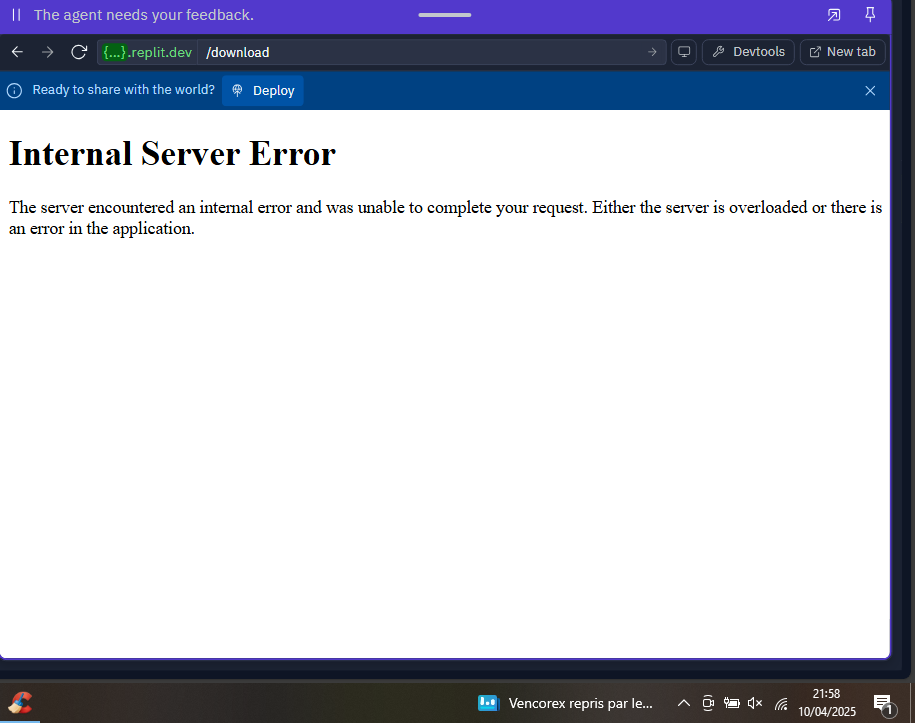 The agent needs your feedback.
{...}.replit.dev /download Devtools New tab
Ready to share with the world? Deploy
Internal Server Error
The server encountered an internal error and was unable to complete your request. Either the server is overloaded or there is
an error in the application.
Vencorex repris par le... 21:58
10/04/2025 1